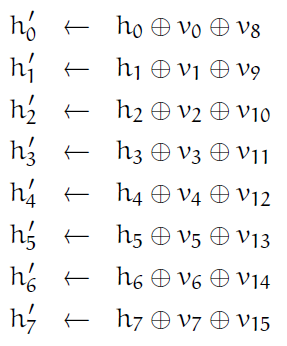 h′₀ ← h₀ ⊕ v₀ ⊕ v₈
h′₁ ← h₁ ⊕ v₁ ⊕ v₉
h′₂ ← h₂ ⊕ v₂ ⊕ v₁₀
h′₃ ← h₃ ⊕ v₃ ⊕ v₁₁
h′₄ ← h₄ ⊕ v₄ ⊕ v₁₂
h′₅ ← h₅ ⊕ v₅ ⊕ v₁₃
h′₆ ← h₆ ⊕ v₆ ⊕ v₁₄
h′₇ ← h₇ ⊕ v₇ ⊕ v₁₅